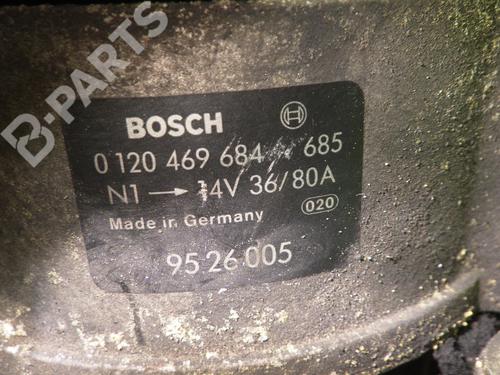 B-PARTS
BOSCH
0 120 469 684 685
N1 → 14V 36/80A
020
Made in Germany
95 26 005